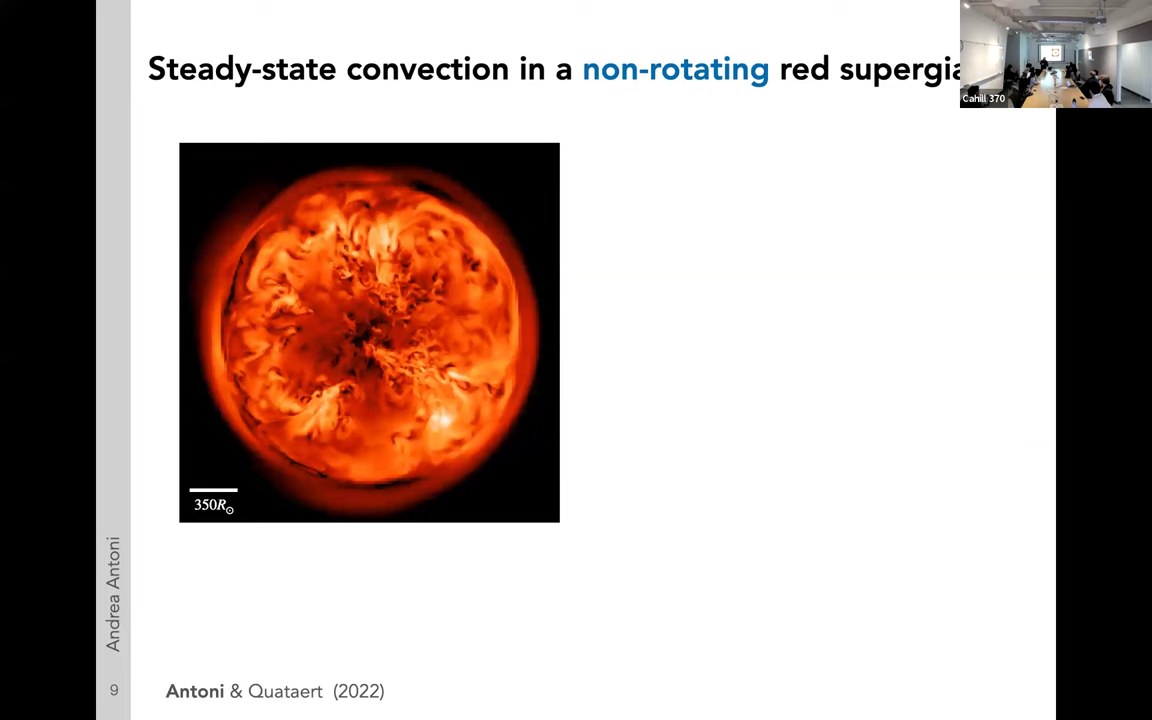 Steady-state convection in a non-rotating red supergia
Cahill 370
350R☉
Andrea Antoni
9
Antoni & Quataert (2022)